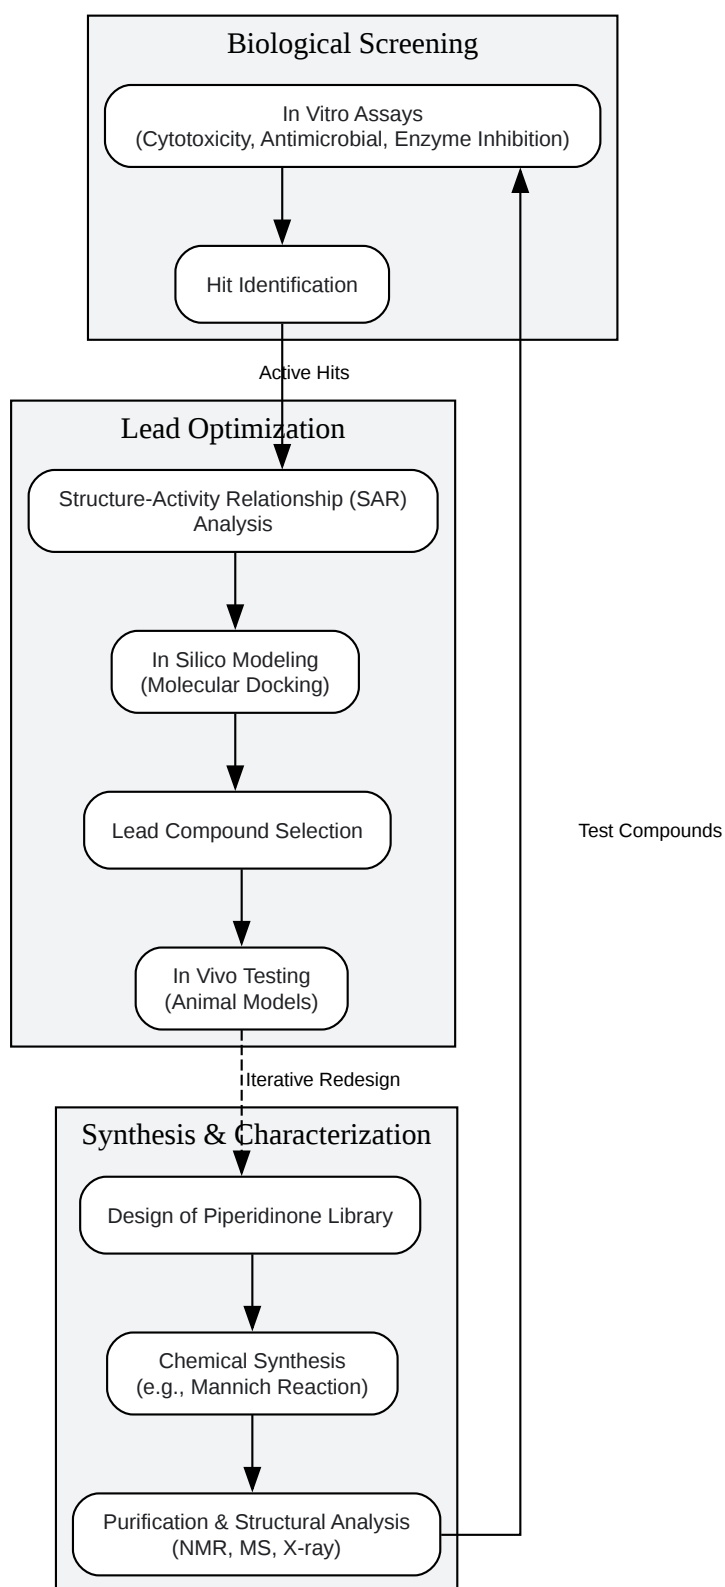 Biological Screening
In Vitro Assays
(Cytotoxicity, Antimicrobial, Enzyme Inhibition)
Hit Identification
Active Hits
Lead Optimization
Structure-Activity Relationship (SAR)
Analysis
In Silico Modeling
(Molecular Docking)
Lead Compound Selection
Test Compounds
In Vivo Testing
(Animal Models)
Iterative Redesign
Synthesis & Characterization
Design of Piperidinone Library
Chemical Synthesis
(e.g., Mannich Reaction)
Purification & Structural Analysis
(NMR, MS, X-ray)